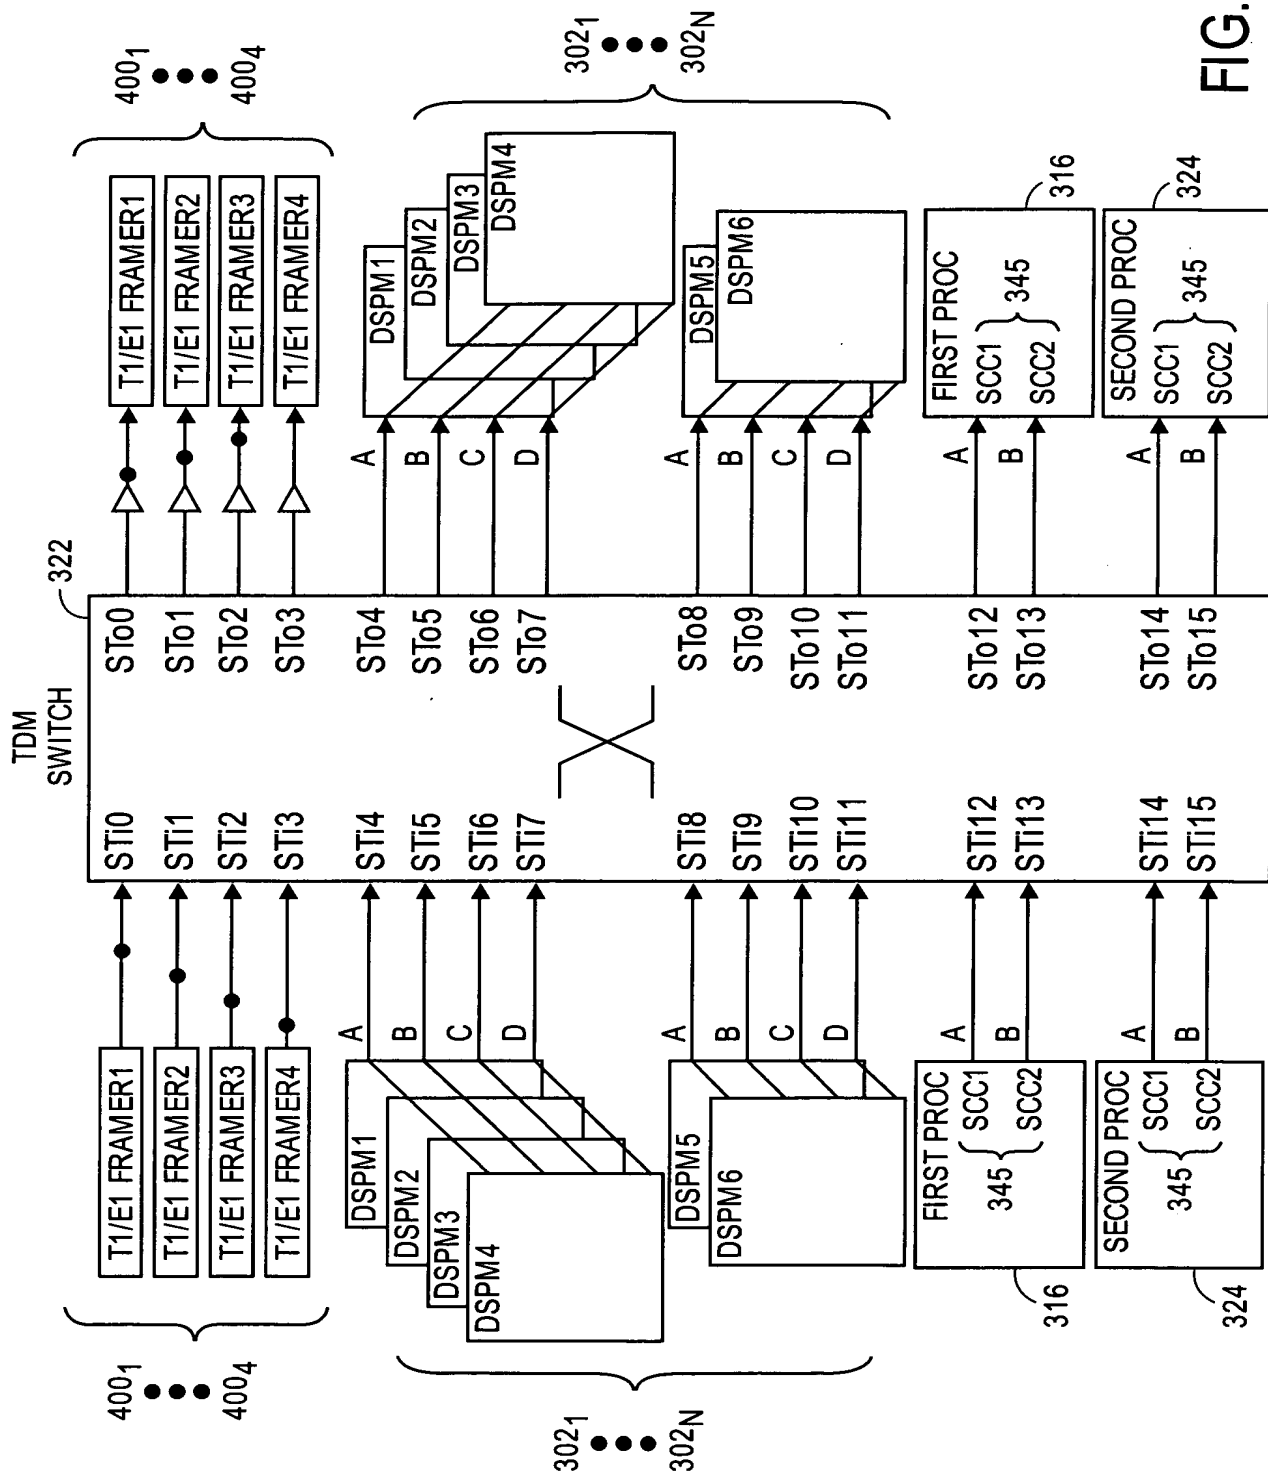 400₁ ●●● 400₄
T1/E1 FRAMER1
T1/E1 FRAMER2
T1/E1 FRAMER3
T1/E1 FRAMER4
302₁ ●●● 302N
DSPM1
DSPM2
DSPM3
DSPM4
A
B
C
D
DSPM5
DSPM6
A
B
C
D
FIRST PROC
SCC1
SCC2
345
316
A
B
SECOND PROC
SCC1
SCC2
345
324
A
B
TDM
SWITCH
322
STi0
STi1
STi2
STi3
STi4
STi5
STi6
STi7
STi8
STi9
STi10
STi11
STi12
STi13
STi14
STi15
STo0
STo1
STo2
STo3
STo4
STo5
STo6
STo7
STo8
STo9
STo10
STo11
STo12
STo13
STo14
STo15
400₁ ●●● 400₄
T1/E1 FRAMER1
T1/E1 FRAMER2
T1/E1 FRAMER3
T1/E1 FRAMER4
302₁ ●●● 302N
A
B
C
D
DSPM1
DSPM2
DSPM3
DSPM4
A
B
C
D
DSPM5
DSPM6
A
B
FIRST PROC
SCC1
SCC2
345
316
A
B
SECOND PROC
SCC1
SCC2
345
324
FIG.